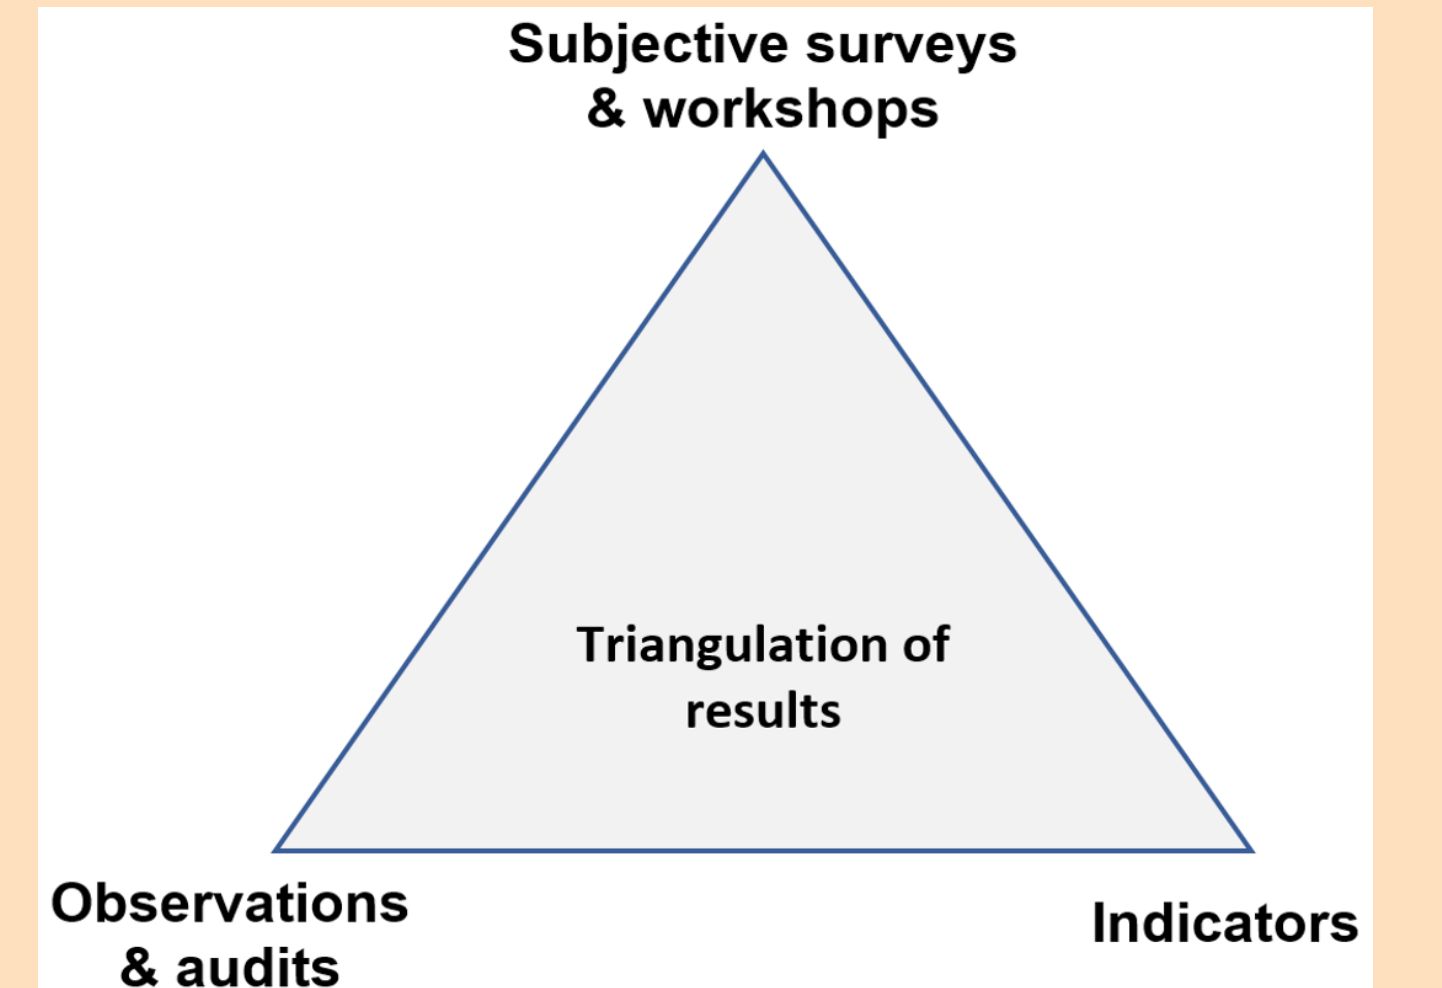 Subjective surveys
& workshops
Triangulation of
results
Observations
& audits
Indicators